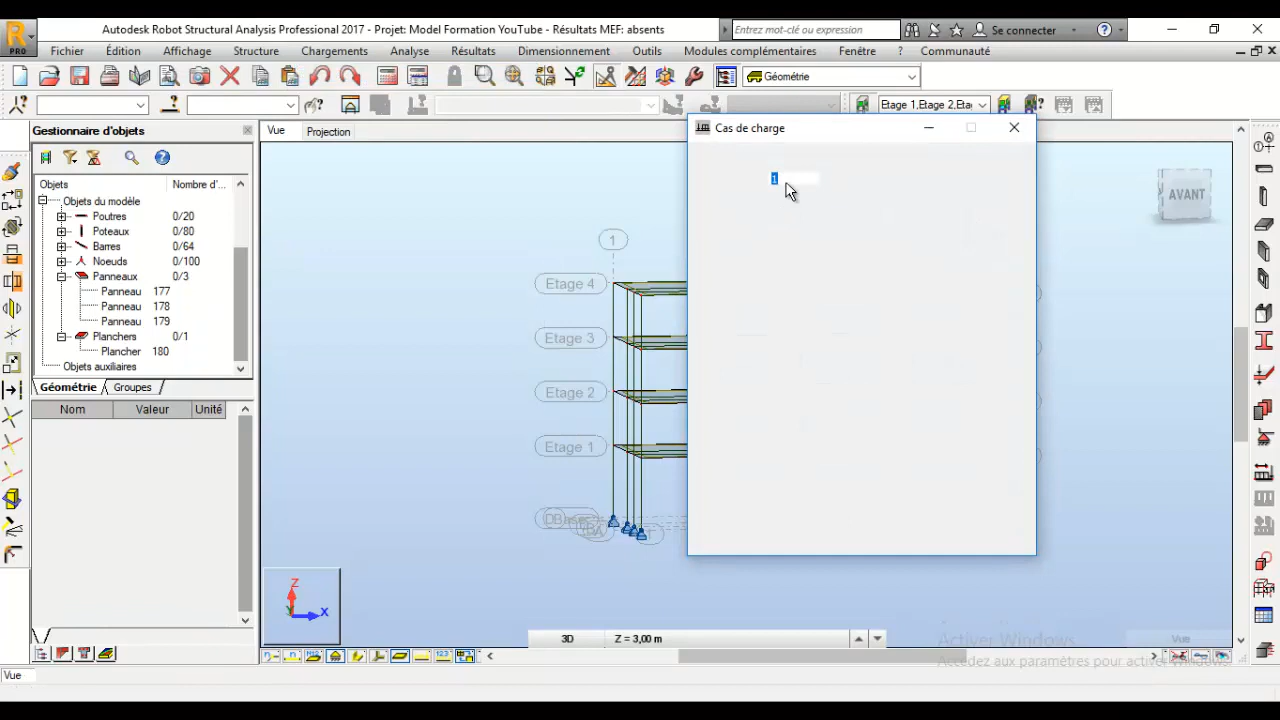 Autodesk Robot Structural Analysis Professional 2017 - Projet: Model Formation YouTube - Résultats MEF: absents
Entrez mot-clé ou expression
Se connecter
PRO
Fichier Édition Affichage Structure Chargements Analyse Résultats Dimensionnement Outils Modules complémentaires Fenêtre ? Communauté
Géométrie
Etage 1,Etage 2,Eta
Gestionnaire d'objets
Objets Nombre d'...
Objets du modèle
Poutres 0/20
Poteaux 0/80
Barres 0/64
Noeuds 0/100
Panneaux 0/3
Panneau 177
Panneau 178
Panneau 179
Planchers 0/1
Plancher 180
Objets auxiliaires
Géométrie Groupes
Nom Valeur Unité
Vue Projection
Cas de charge
1
AVANT
1
Etage 4
Etage 3
Etage 2
Etage 1
Z
Y
X
3D Z = 3,00 m
Vue
Activer Windows
Accédez aux paramètres pour activer Windows.
Vue